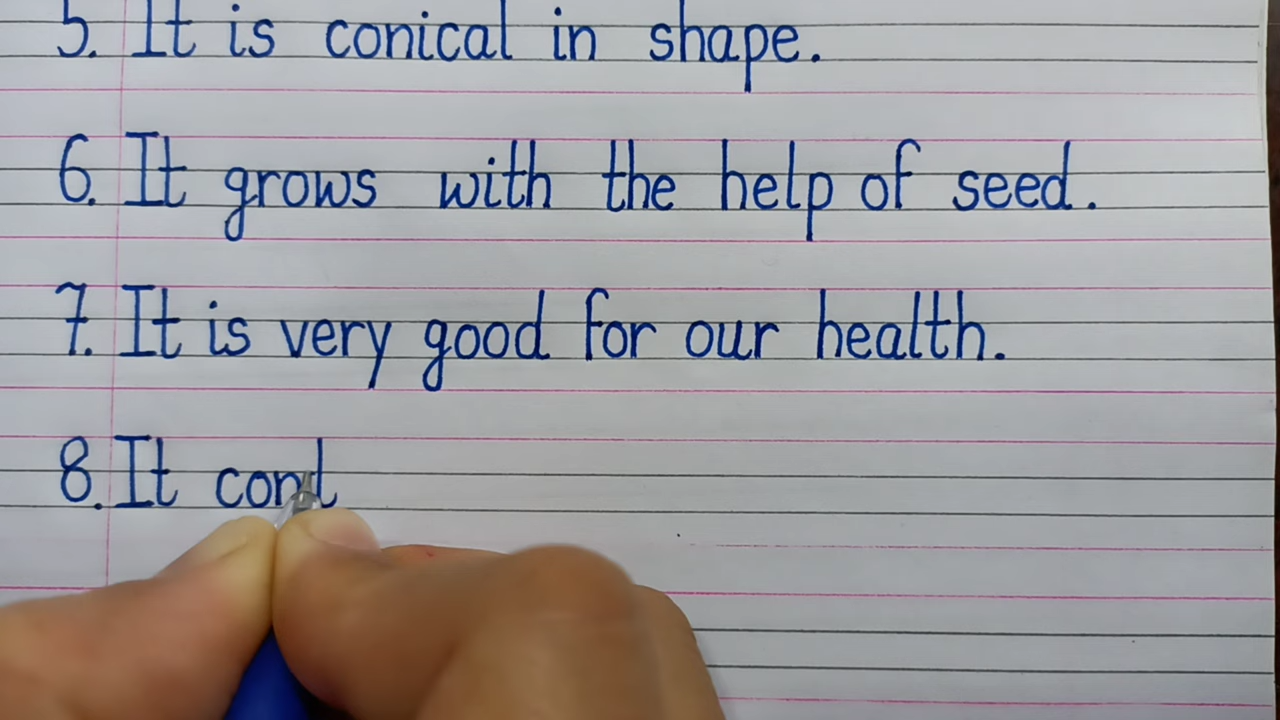 5. It is conical in shape.
6. It grows with the help of seed.
7. It is very good for our health.
8. It cont